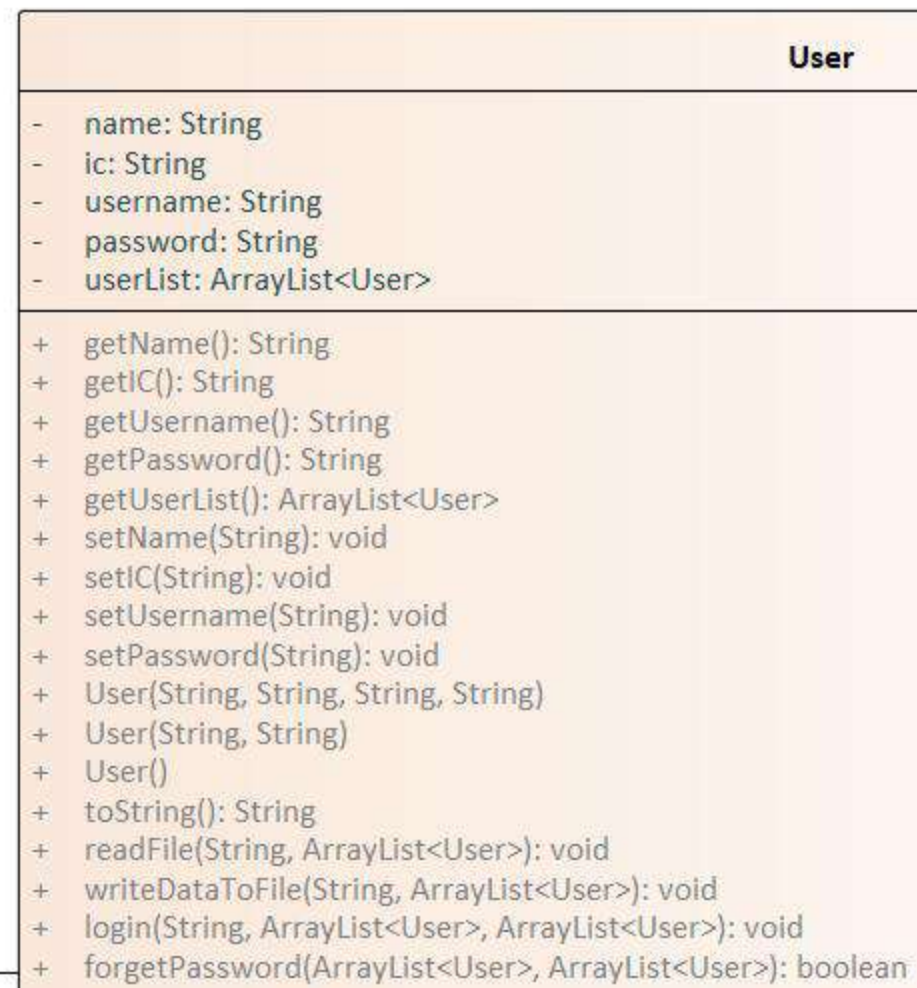 User
- name: String
- ic: String
- username: String
- password: String
- userList: ArrayList<User>
+ getName(): String
+ getIC(): String
+ getUsername(): String
+ getPassword(): String
+ getUserList(): ArrayList<User>
+ setName(String): void
+ setIC(String): void
+ setUsername(String): void
+ setPassword(String): void
+ User(String, String, String, String)
+ User(String, String)
+ User()
+ toString(): String
+ readFile(String, ArrayList<User>): void
+ writeDataToFile(String, ArrayList<User>): void
+ login(String, ArrayList<User>, ArrayList<User>): void
+ forgetPassword(ArrayList<User>, ArrayList<User>): boolean